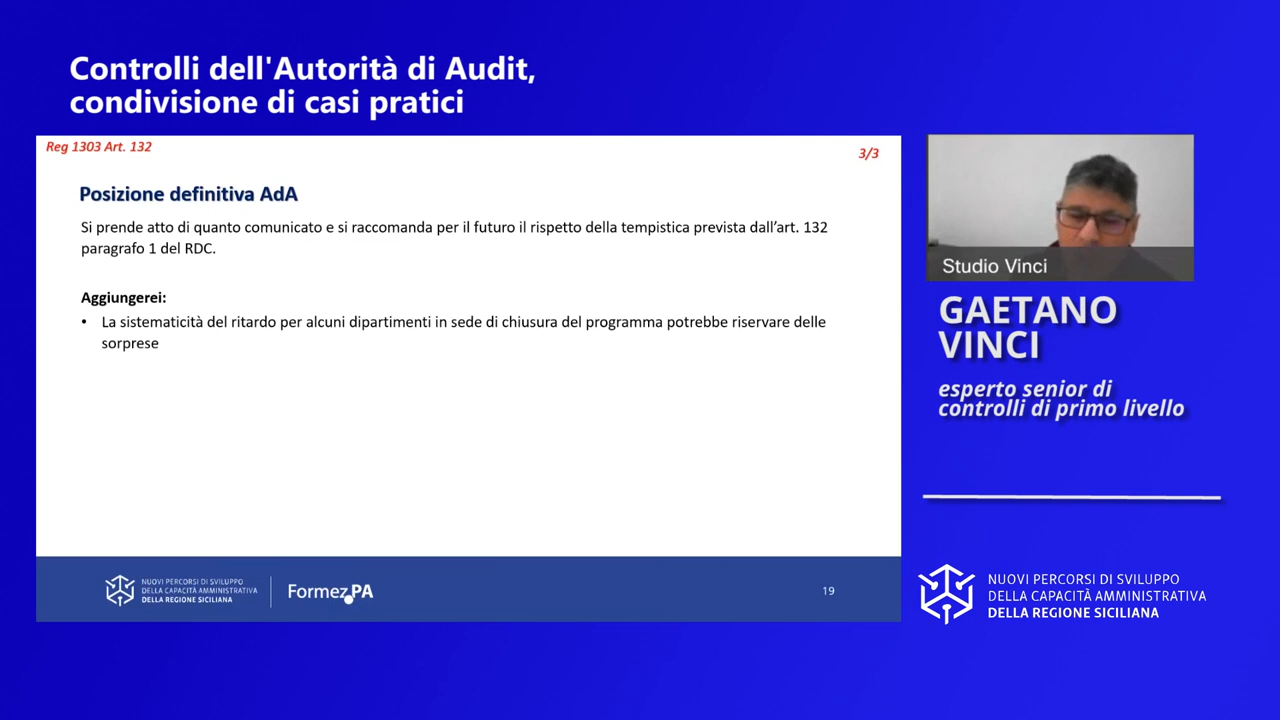 Controlli dell'Autorità di Audit,
condivisione di casi pratici
Reg 1303 Art. 132
3/3
Posizione definitiva AdA
Si prende atto di quanto comunicato e si raccomanda per il futuro il rispetto della tempistica prevista dall’art. 132
paragrafo 1 del RDC.
Aggiungerei:
• La sistematicità del ritardo per alcuni dipartimenti in sede di chiusura del programma potrebbe riservare delle
sorprese
NUOVI PERCORSI DI SVILUPPO
DELLA CAPACITÀ AMMINISTRATIVA
DELLA REGIONE SICILIANA
Formez PA
19
Studio Vinci
GAETANO
VINCI
esperto senior di
controlli di primo livello
NUOVI PERCORSI DI SVILUPPO
DELLA CAPACITÀ AMMINISTRATIVA
DELLA REGIONE SICILIANA